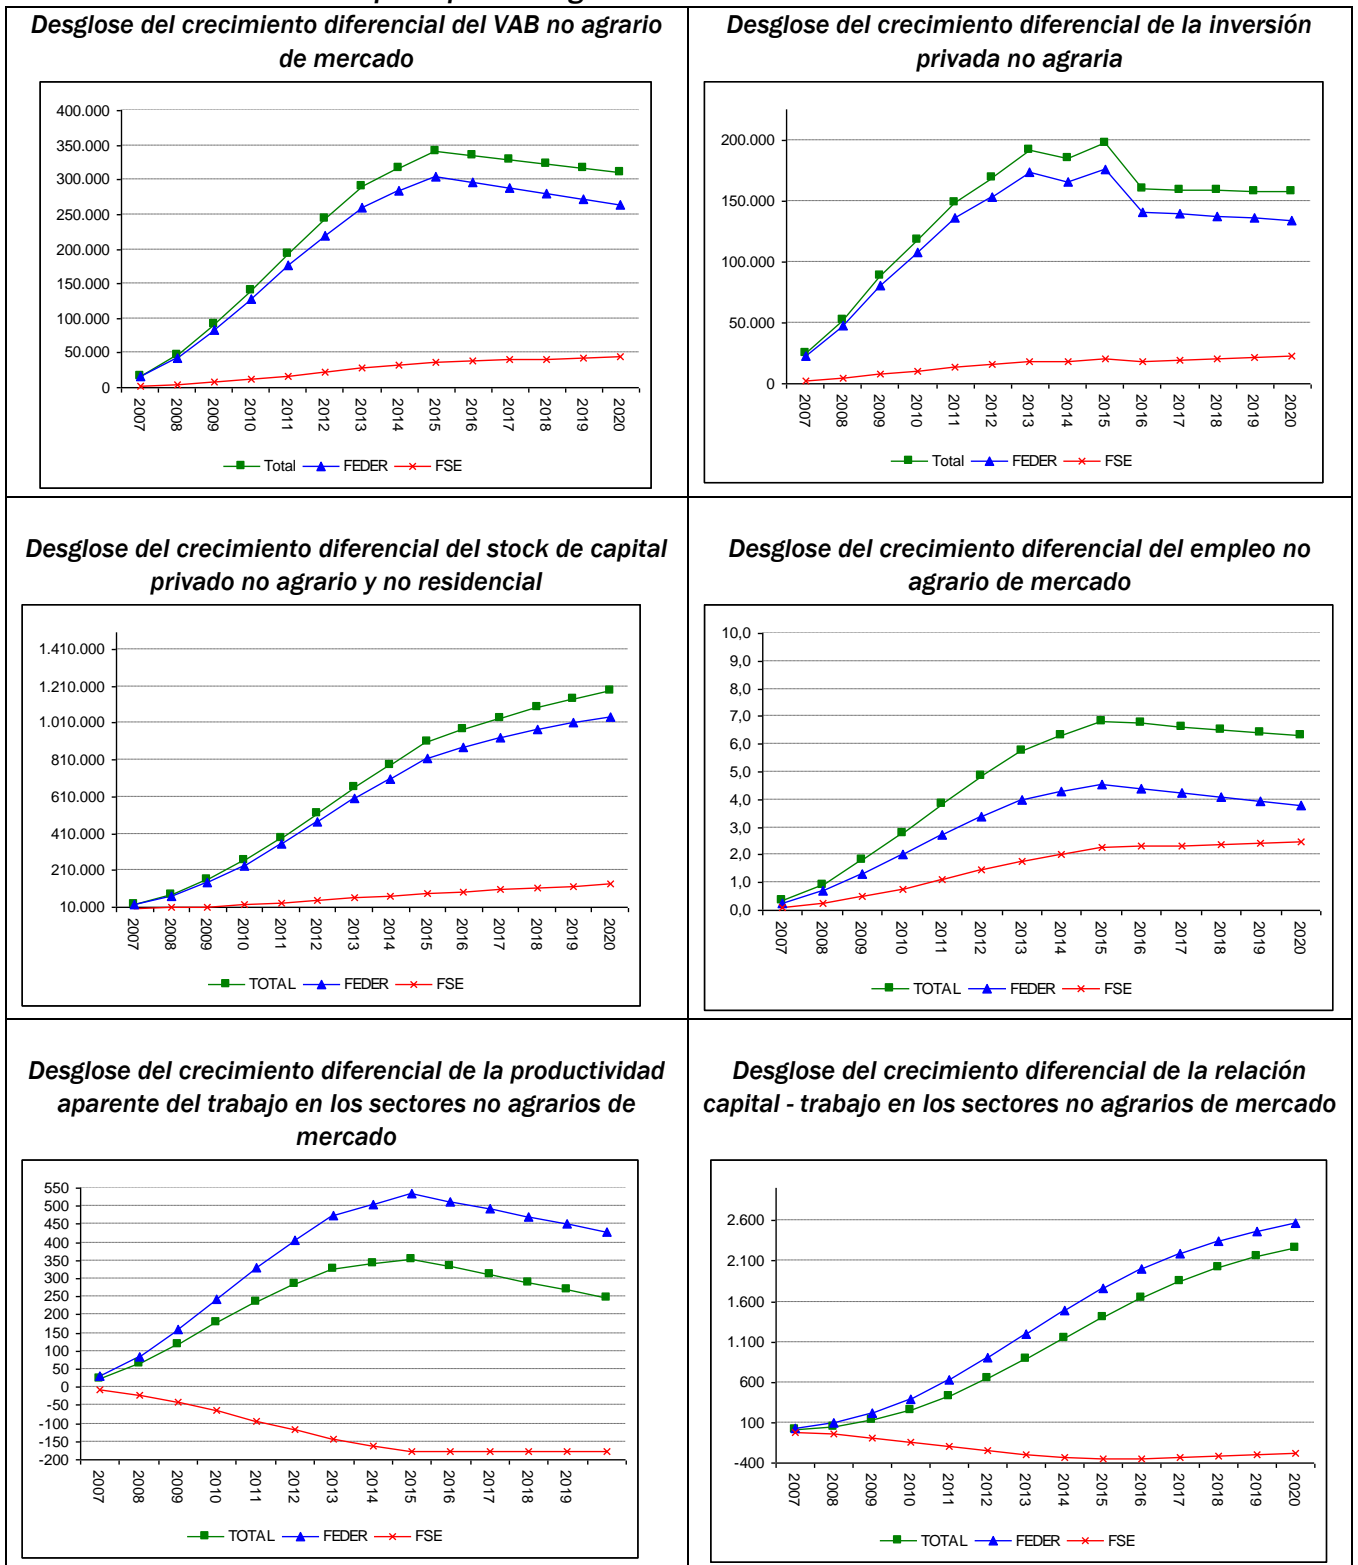 Desglose del crecimiento diferencial del VAB no agrario
de mercado
400.000
350.000
300.000
250.000
200.000
150.000
100.000
50.000
0
2007 2008 2009 2010 2011 2012 2013 2014 2015 2016 2017 2018 2019 2020
Total FEDER FSE
Desglose del crecimiento diferencial de la inversión
privada no agraria
200.000
150.000
100.000
50.000
0
2007 2008 2009 2010 2011 2012 2013 2014 2015 2016 2017 2018 2019 2020
Total FEDER FSE
Desglose del crecimiento diferencial del stock de capital
privado no agrario y no residencial
1.410.000
1.210.000
1.010.000
810.000
610.000
410.000
210.000
10.000
2007 2008 2009 2010 2011 2012 2013 2014 2015 2016 2017 2018 2019 2020
TOTAL FEDER FSE
Desglose del crecimiento diferencial del empleo no
agrario de mercado
10,0
9,0
8,0
7,0
6,0
5,0
4,0
3,0
2,0
1,0
0,0
2007 2008 2009 2010 2011 2012 2013 2014 2015 2016 2017 2018 2019 2020
TOTAL FEDER FSE
Desglose del crecimiento diferencial de la productividad
aparente del trabajo en los sectores no agrarios de
mercado
550
500
450
400
350
300
250
200
150
100
50
0
-50
-100
-150
-200
2007 2008 2009 2010 2011 2012 2013 2014 2015 2016 2017 2018 2019
TOTAL FEDER FSE
Desglose del crecimiento diferencial de la relación
capital - trabajo en los sectores no agrarios de mercado
2.600
2.100
1.600
1.100
600
100
-400
2007 2008 2009 2010 2011 2012 2013 2014 2015 2016 2017 2018 2019 2020
TOTAL FEDER FSE